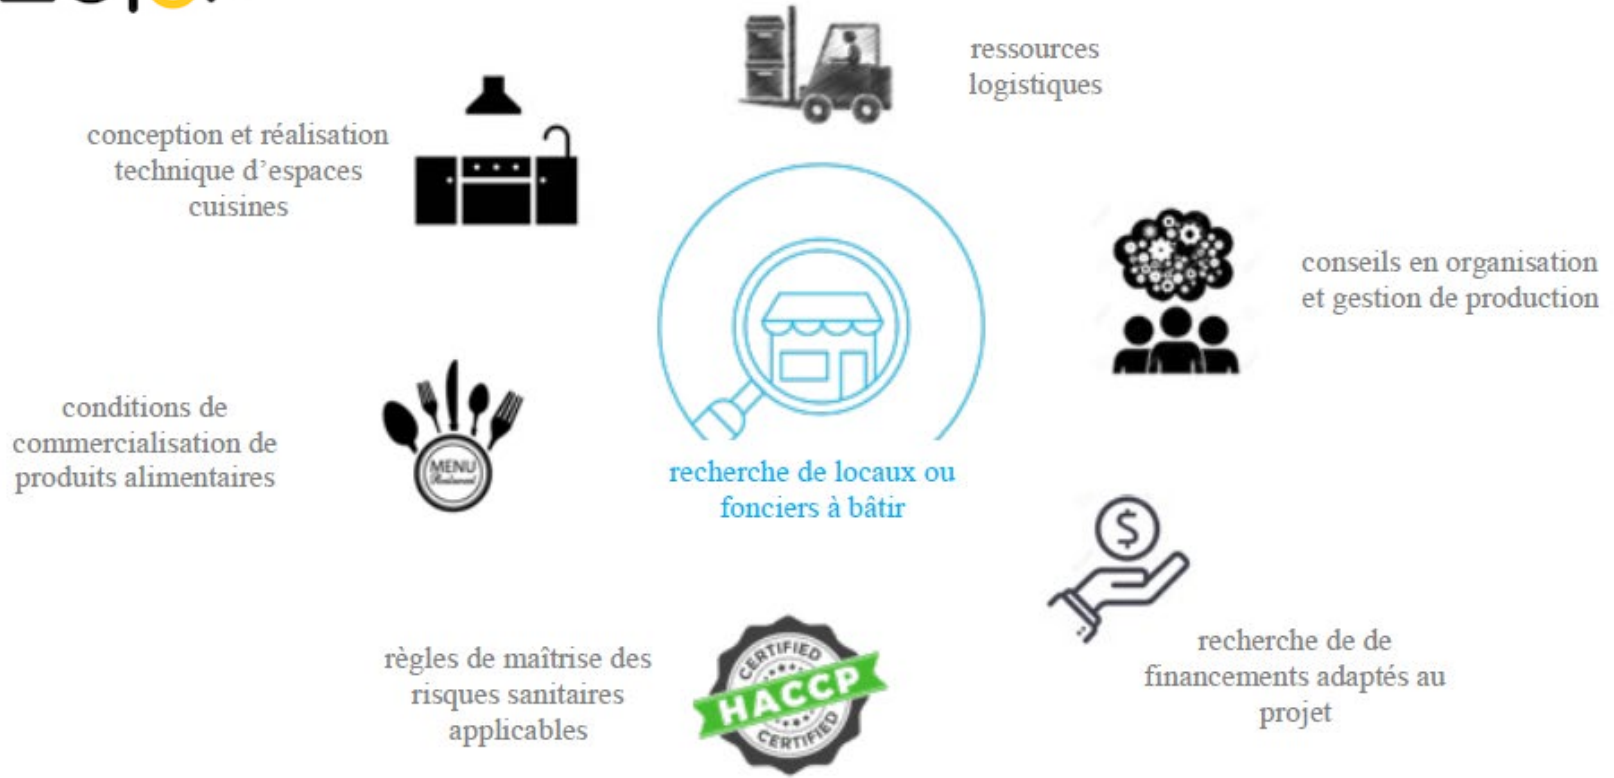 ressources
logistiques
conception et réalisation
technique d’espaces
cuisines
conseils en organisation
et gestion de production
conditions de
commercialisation de
produits alimentaires
MENU
Restaurant
recherche de locaux ou
fonciers à bâtir
$
recherche de de
financements adaptés au
projet
règles de maîtrise des
risques sanitaires
applicables
CERTIFIED
HACCP
CERTIFIED